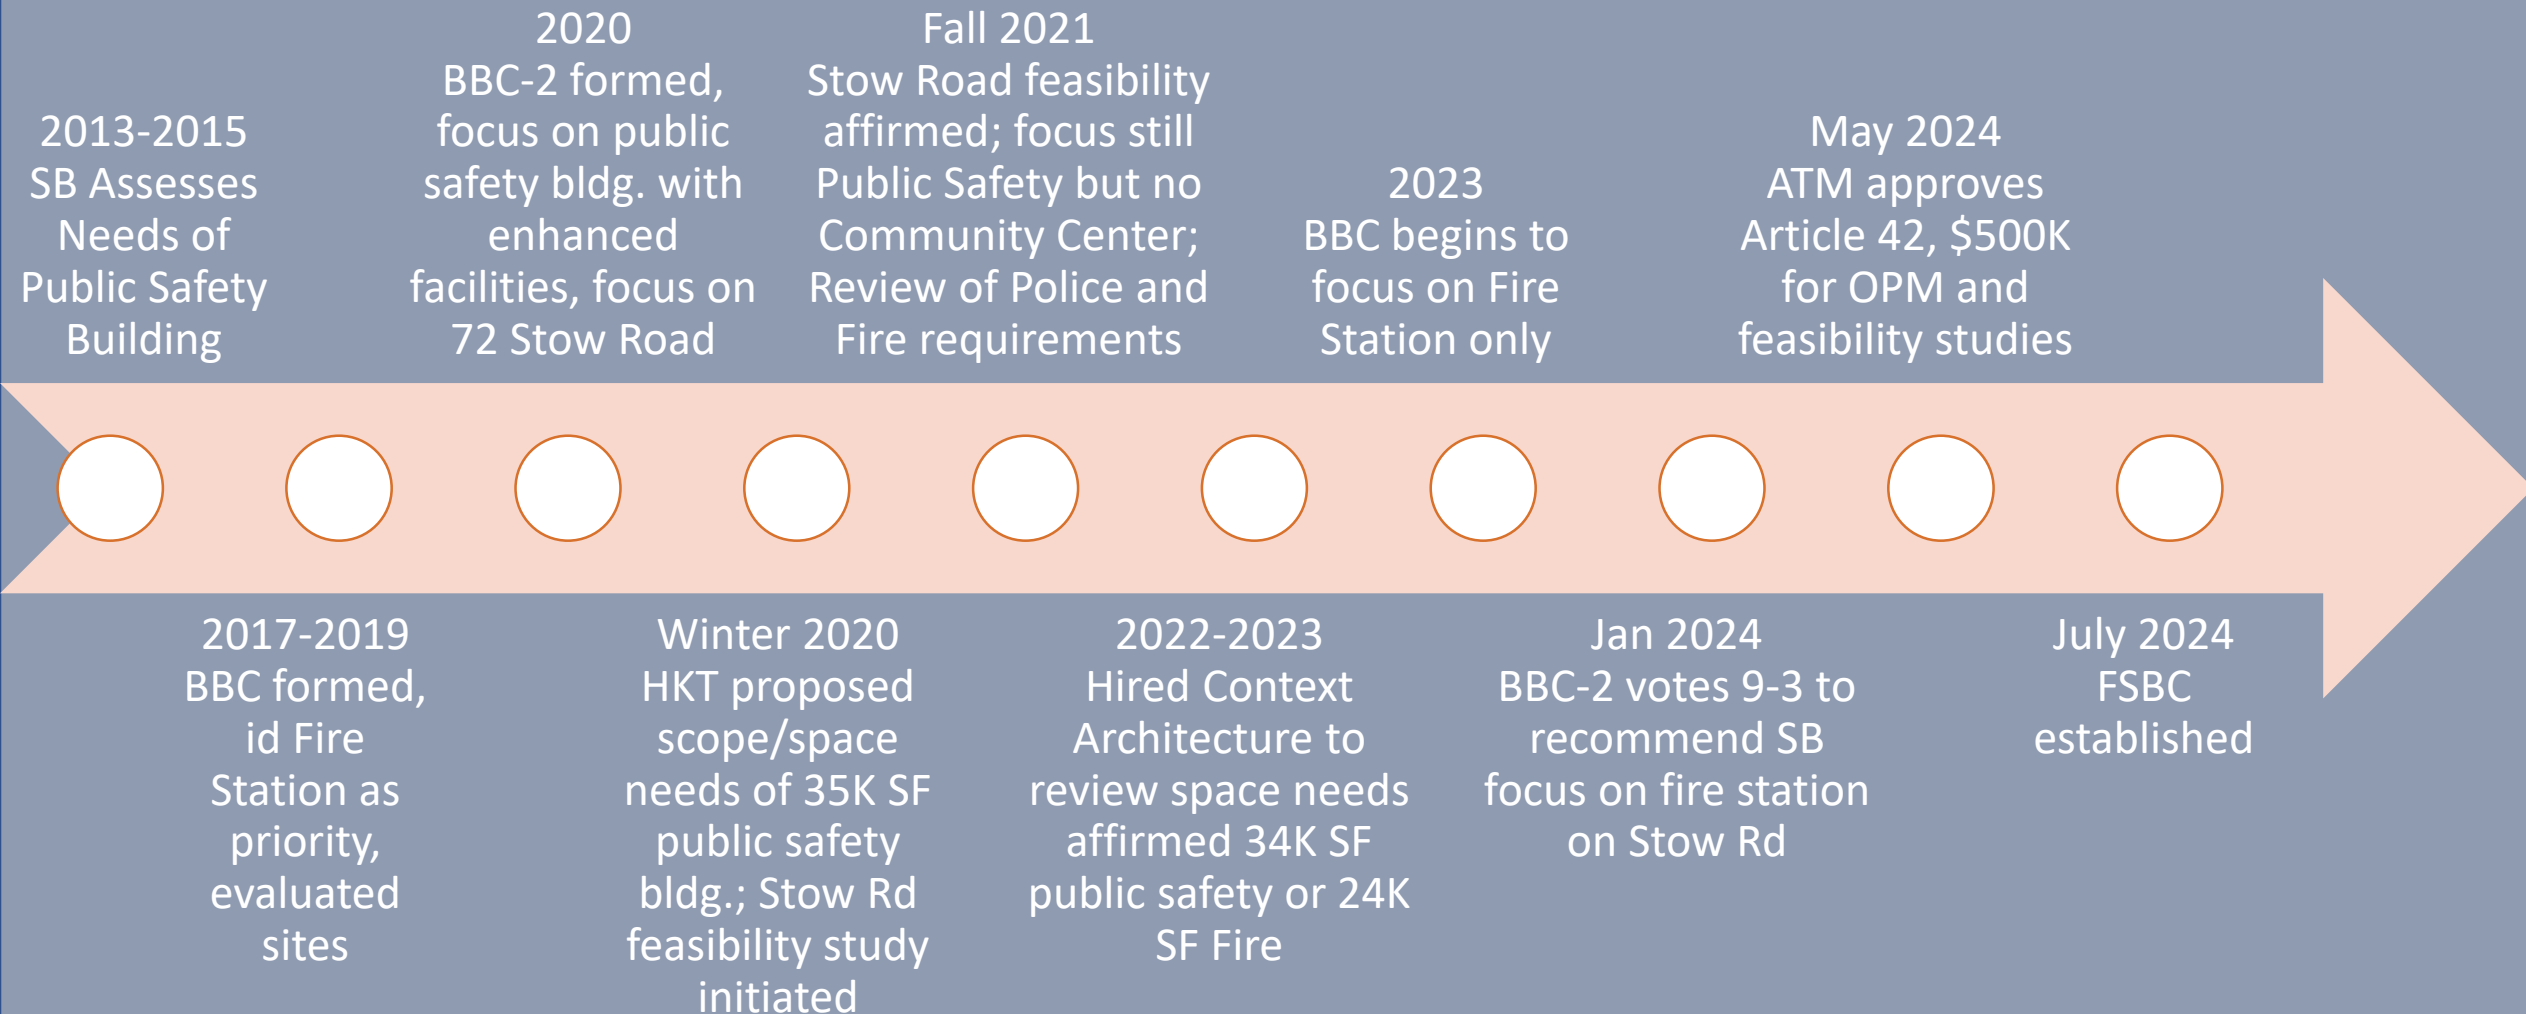 2013-2015
SB Assesses
Needs of
Public Safety
Building
2017-2019
BBC formed,
id Fire
Station as
priority,
evaluated
sites
2020
BBC-2 formed,
focus on public
safety bldg. with
enhanced
facilities, focus on
72 Stow Road
Winter 2020
HKT proposed
scope/space
needs of 35K SF
public safety
bldg.; Stow Rd
feasibility study
initiated
Fall 2021
Stow Road feasibility
affirmed; focus still
Public Safety but no
Community Center;
Review of Police and
Fire requirements
2022-2023
Hired Context
Architecture to
review space needs
affirmed 34K SF
public safety or 24K
SF Fire
2023
BBC begins to
focus on Fire
Station only
Jan 2024
BBC-2 votes 9-3 to
recommend SB
focus on fire station
on Stow Rd
May 2024
ATM approves
Article 42, $500K
for OPM and
feasibility studies
July 2024
FSBC
established